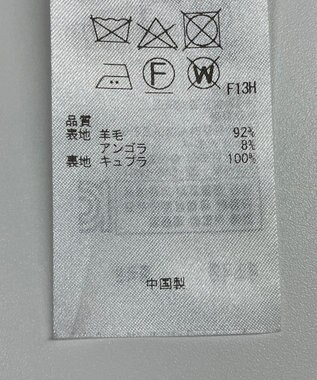 F
W
F13H
品質
表地 羊毛 92%
アンゴラ 8%
裏地 キュプラ 100%
中国製